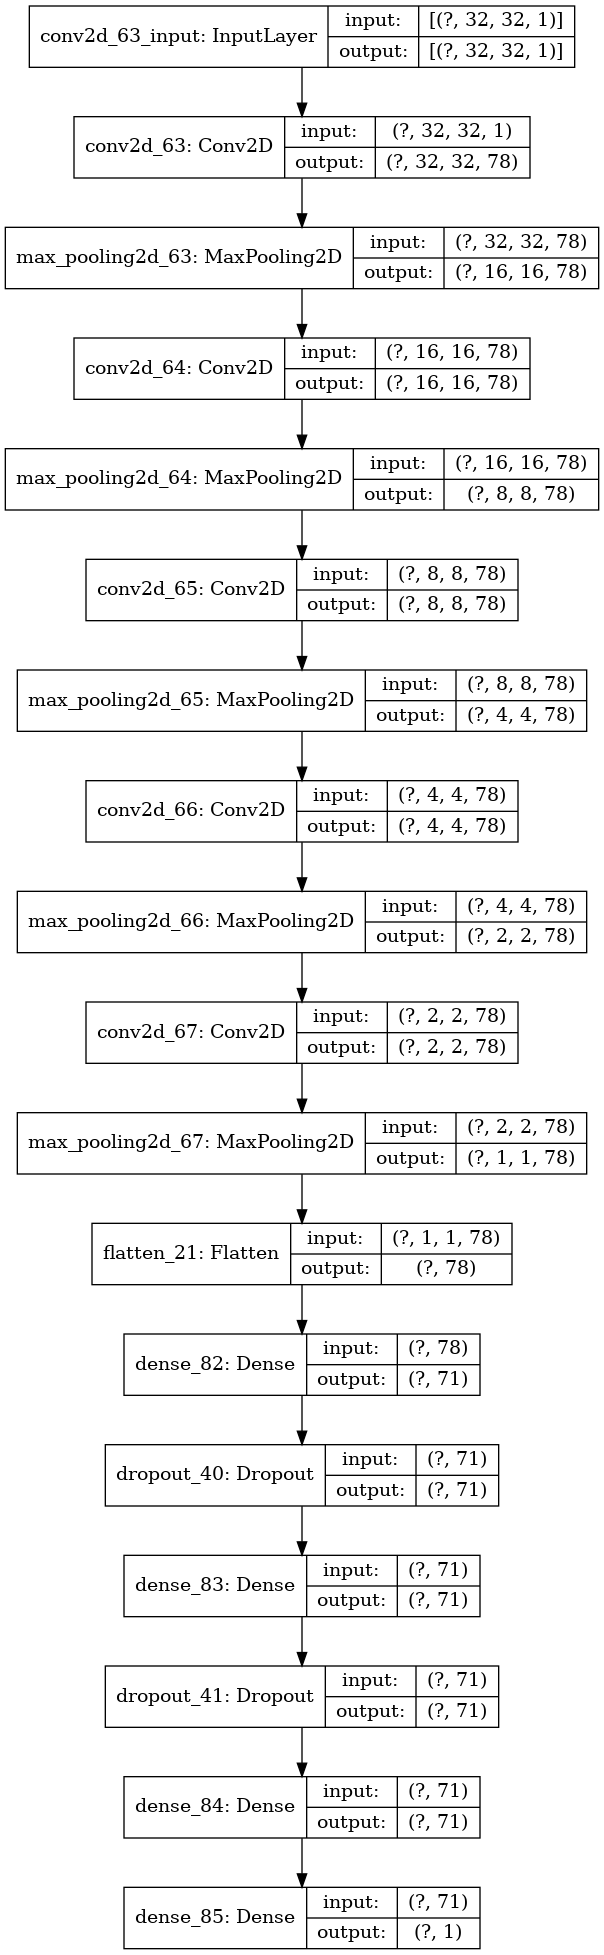 conv2d_63_input: InputLayer
input: [(?, 32, 32, 1)]
output: [(?, 32, 32, 1)]
conv2d_63: Conv2D
input: (?, 32, 32, 1)
output: (?, 32, 32, 78)
max_pooling2d_63: MaxPooling2D
input: (?, 32, 32, 78)
output: (?, 16, 16, 78)
conv2d_64: Conv2D
input: (?, 16, 16, 78)
output: (?, 16, 16, 78)
max_pooling2d_64: MaxPooling2D
input: (?, 16, 16, 78)
output: (?, 8, 8, 78)
conv2d_65: Conv2D
input: (?, 8, 8, 78)
output: (?, 8, 8, 78)
max_pooling2d_65: MaxPooling2D
input: (?, 8, 8, 78)
output: (?, 4, 4, 78)
conv2d_66: Conv2D
input: (?, 4, 4, 78)
output: (?, 4, 4, 78)
max_pooling2d_66: MaxPooling2D
input: (?, 4, 4, 78)
output: (?, 2, 2, 78)
conv2d_67: Conv2D
input: (?, 2, 2, 78)
output: (?, 2, 2, 78)
max_pooling2d_67: MaxPooling2D
input: (?, 2, 2, 78)
output: (?, 1, 1, 78)
flatten_21: Flatten
input: (?, 1, 1, 78)
output: (?, 78)
dense_82: Dense
input: (?, 78)
output: (?, 71)
dropout_40: Dropout
input: (?, 71)
output: (?, 71)
dense_83: Dense
input: (?, 71)
output: (?, 71)
dropout_41: Dropout
input: (?, 71)
output: (?, 71)
dense_84: Dense
input: (?, 71)
output: (?, 71)
dense_85: Dense
input: (?, 71)
output: (?, 1)